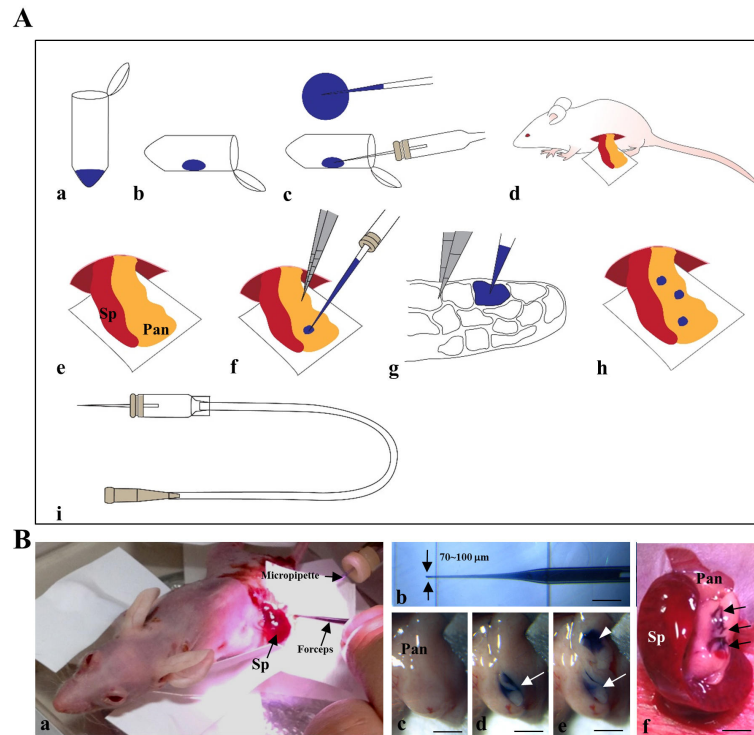 A
a
b
c
d
Sp
Pan
e
f
g
h
i
B
Micropipette
Forceps
Sp
a
70~100 μm
b
Pan
c
d
e
Pan
Sp
f